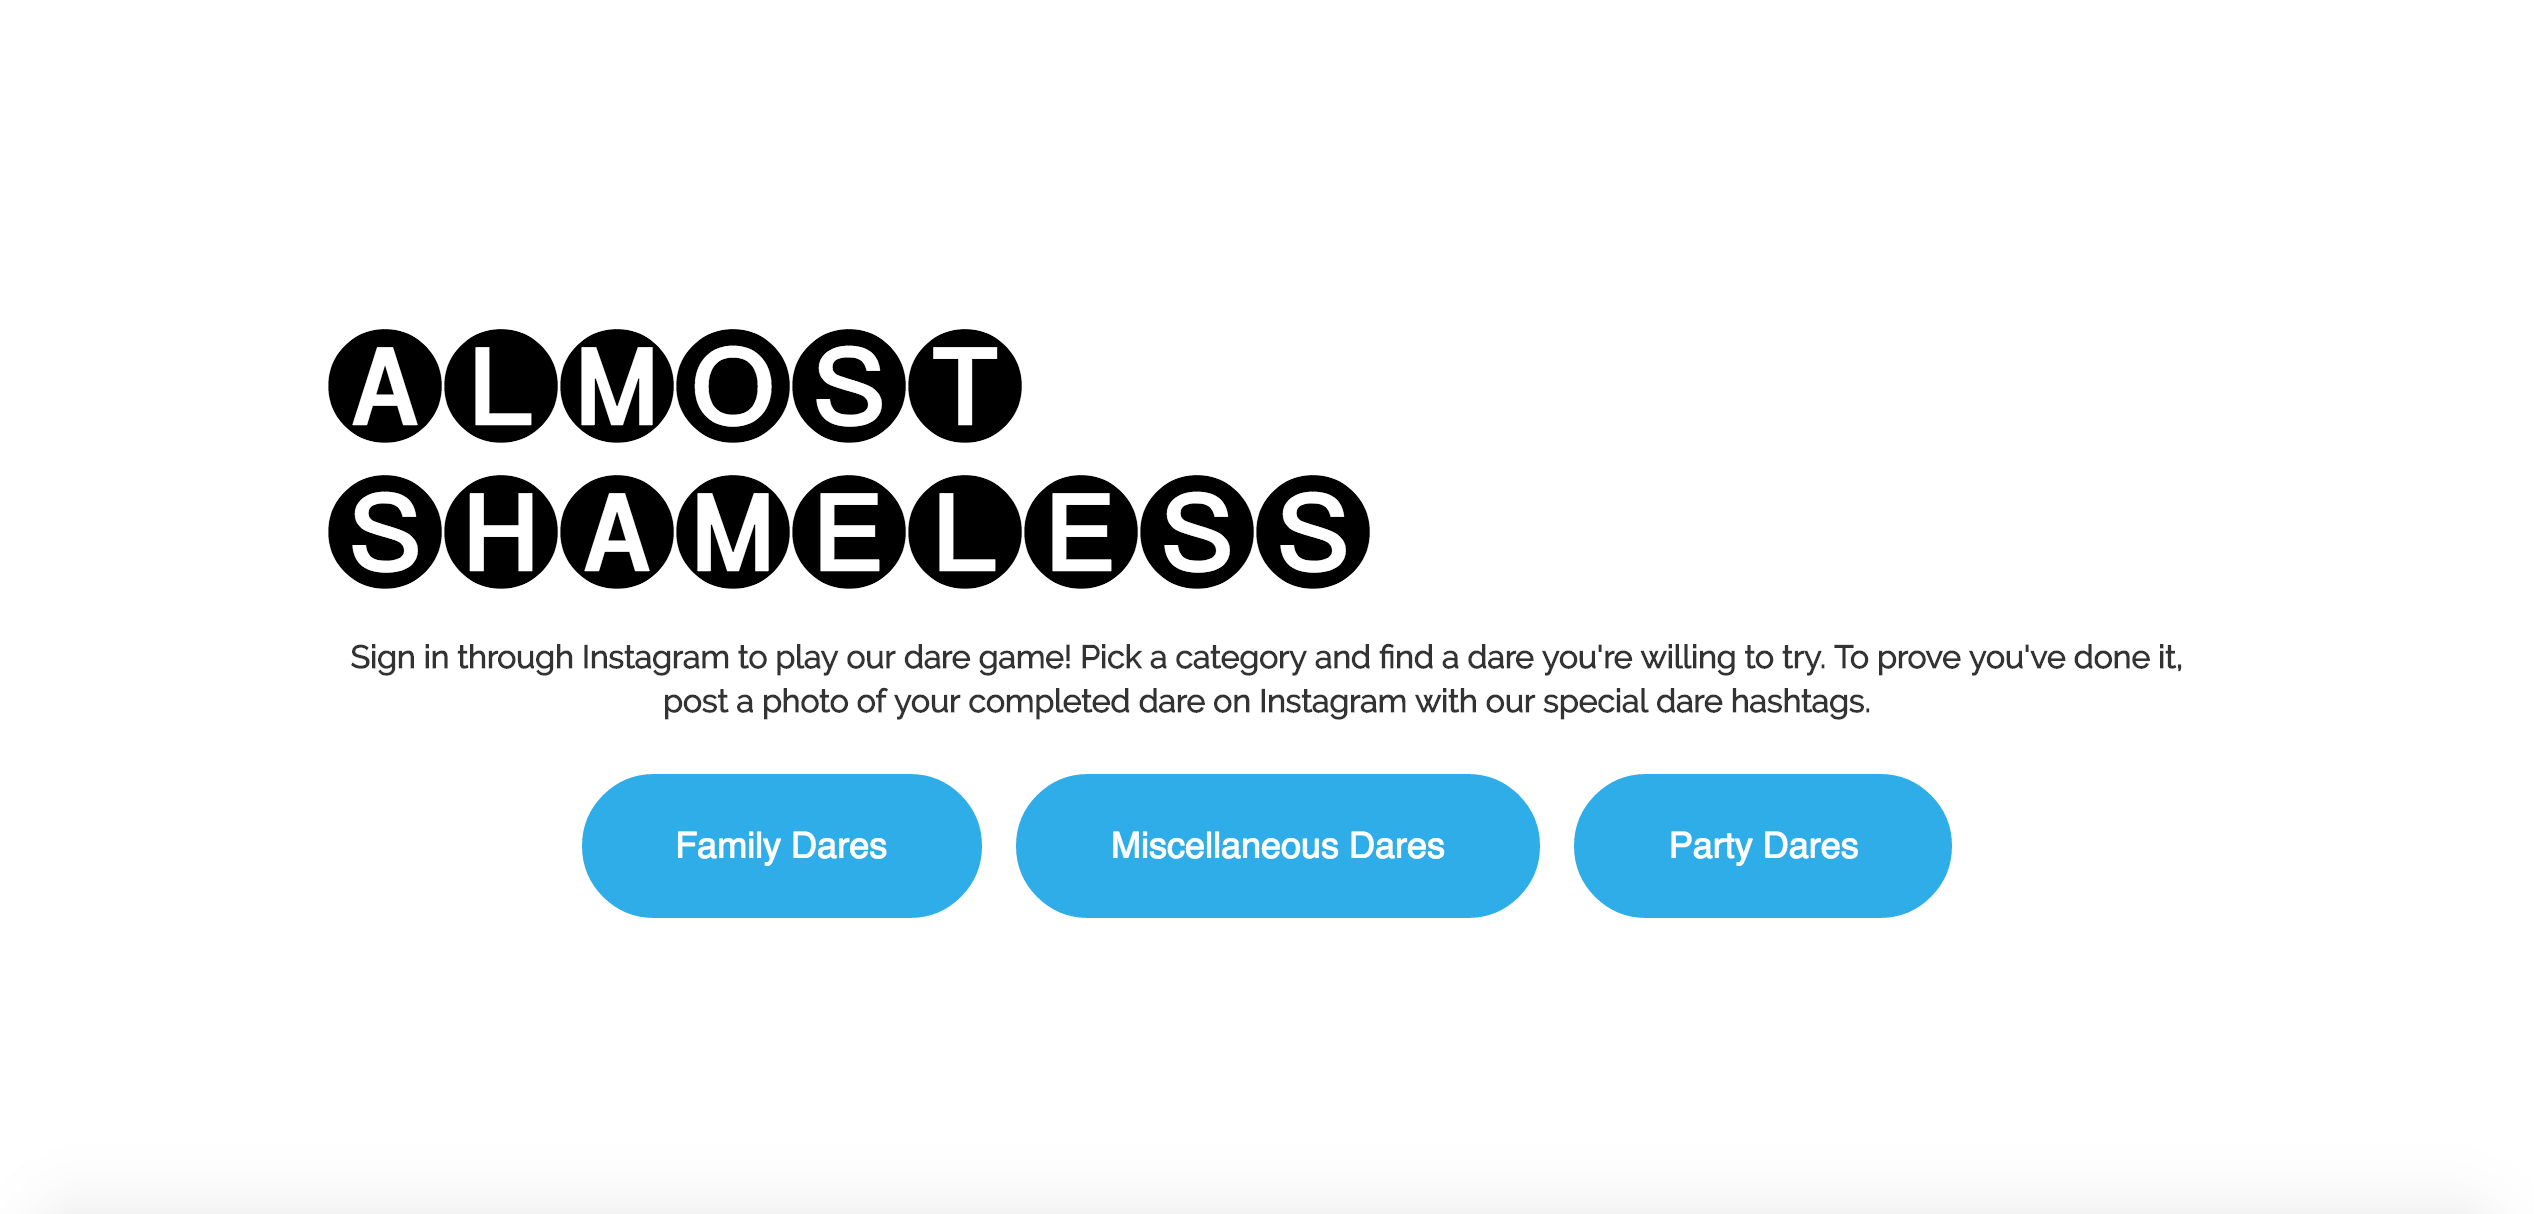 ALMOST
SHAMELESS
Sign in through Instagram to play our dare game! Pick a category and find a dare you're willing to try. To prove you've done it,
post a photo of your completed dare on Instagram with our special dare hashtags.
Family Dares
Miscellaneous Dares
Party Dares